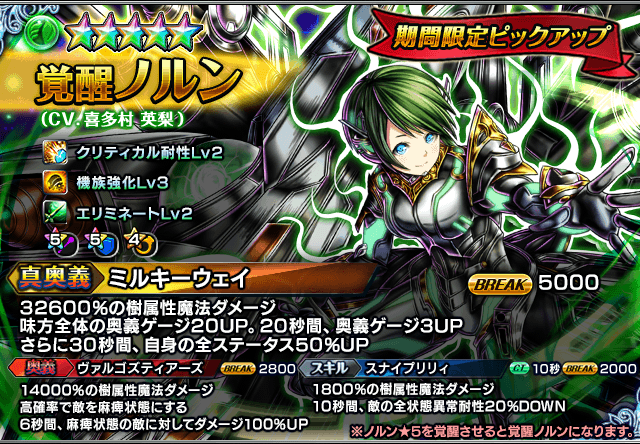 期間限定ピックアップ
覚醒ノルン
(CV.喜多村 英梨)
クリティカル耐性Lv2
機族強化Lv3
エリミネートLv2
5 5 4
真奥義 ミルキーウェイ BREAK 5000
32600%の樹属性魔法ダメージ
味方全体の奥義ゲージ20UP。20秒間、奥義ゲージ3UP
さらに30秒間、自身の全ステータス50%UP
奥義 ヴァルゴズティアーズ BREAK 2800
14000%の樹属性魔法ダメージ
高確率で敵を麻痺状態にする
6秒間、麻痺状態の敵に対してダメージ100%UP
スキル スナイプリリィ CT 10秒 BREAK 2000
1800%の樹属性魔法ダメージ
10秒間、敵の全状態異常耐性20%DOWN
※ノルン★5を覚醒させると覚醒ノルンになります。